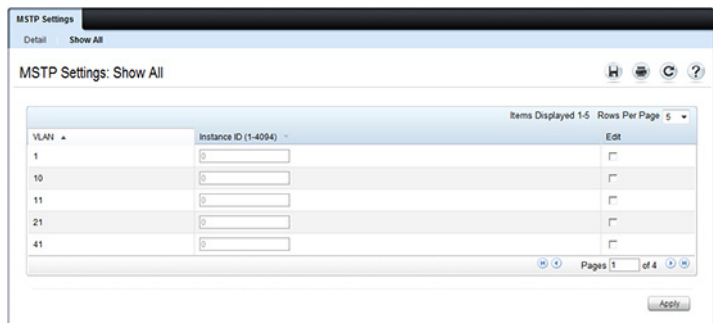 MSTP Settings
Detail Show All
MSTP Settings: Show All
?
Items Displayed 1-5 Rows Per Page 5
VLAN Instance ID (1-4094) Edit
1 0
10 0
11 0
21 0
41 0
Pages 1 of 4
Apply